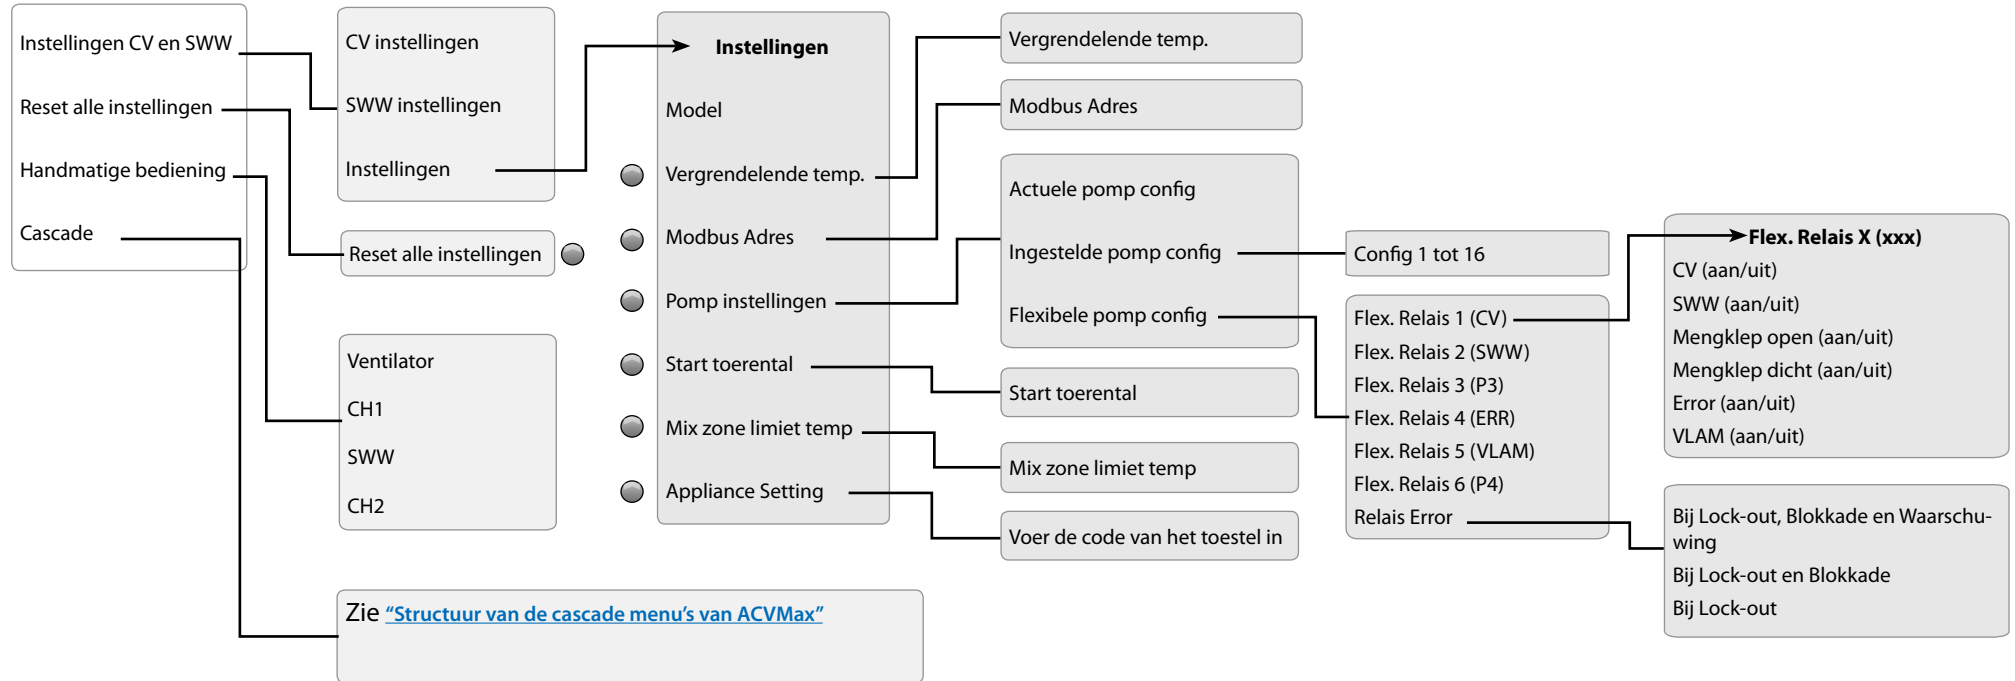 Instellingen CV en SWW
Reset alle instellingen
Handmatige bediening
Cascade
CV instellingen
SWW instellingen
Instellingen
Reset alle instellingen
Ventilator
CH1
SWW
CH2
Zie "Structuur van de cascade menu's van ACVMax"
Instellingen
Model
Vergrendelende temp.
Modbus Adres
Pomp instellingen
Start toerental
Mix zone limiet temp
Appliance Setting
Vergrendelende temp.
Modbus Adres
Actuele pomp config
Ingestelde pomp config
Flexibele pomp config
Start toerental
Mix zone limiet temp
Voer de code van het toestel in
Config 1 tot 16
Flex. Relais 1 (CV)
Flex. Relais 2 (SWW)
Flex. Relais 3 (P3)
Flex. Relais 4 (ERR)
Flex. Relais 5 (VLAM)
Flex. Relais 6 (P4)
Relais Error
Flex. Relais X (xxx)
CV (aan/uit)
SWW (aan/uit)
Mengklep open (aan/uit)
Mengklep dicht (aan/uit)
Error (aan/uit)
VLAM (aan/uit)
Bij Lock-out, Blokkade en Waarschu-
wing
Bij Lock-out en Blokkade
Bij Lock-out